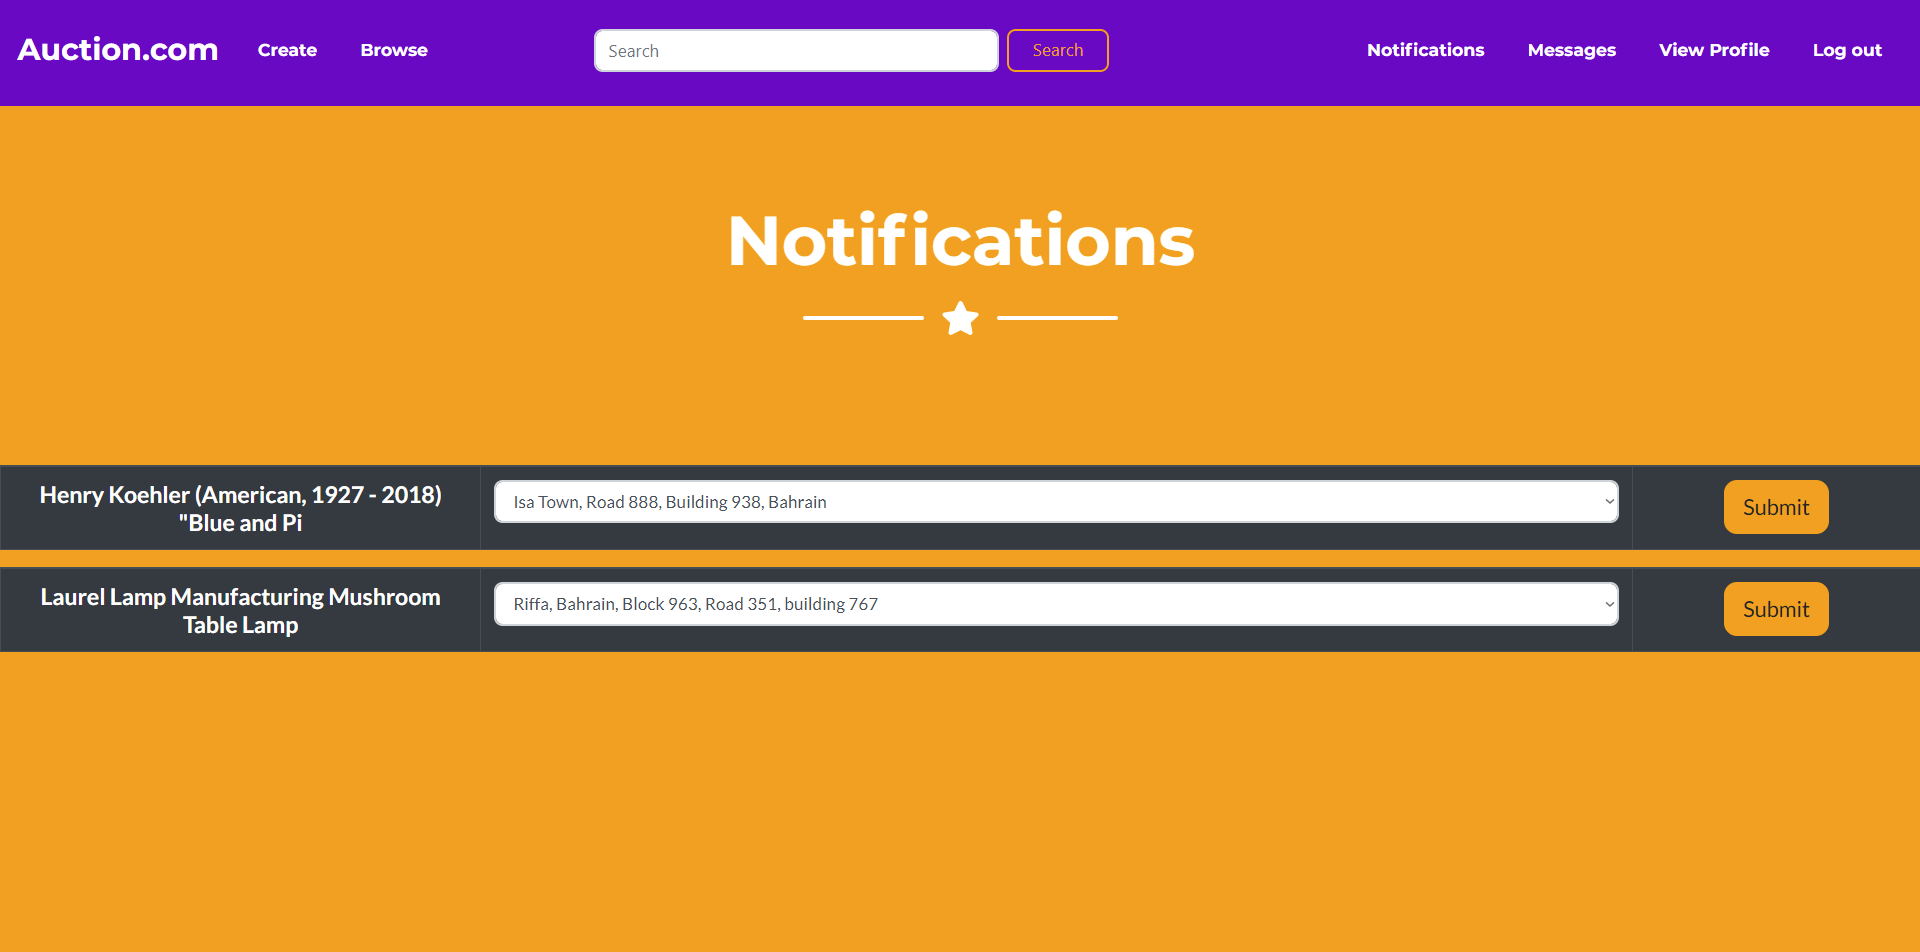 Auction.com Create Browse Search Search Notifications Messages View Profile Log out
Notifications
Henry Koehler (American, 1927 - 2018)
"Blue and Pi
Isa Town, Road 888, Building 938, Bahrain
Submit
Laurel Lamp Manufacturing Mushroom
Table Lamp
Riffa, Bahrain, Block 963, Road 351, building 767
Submit